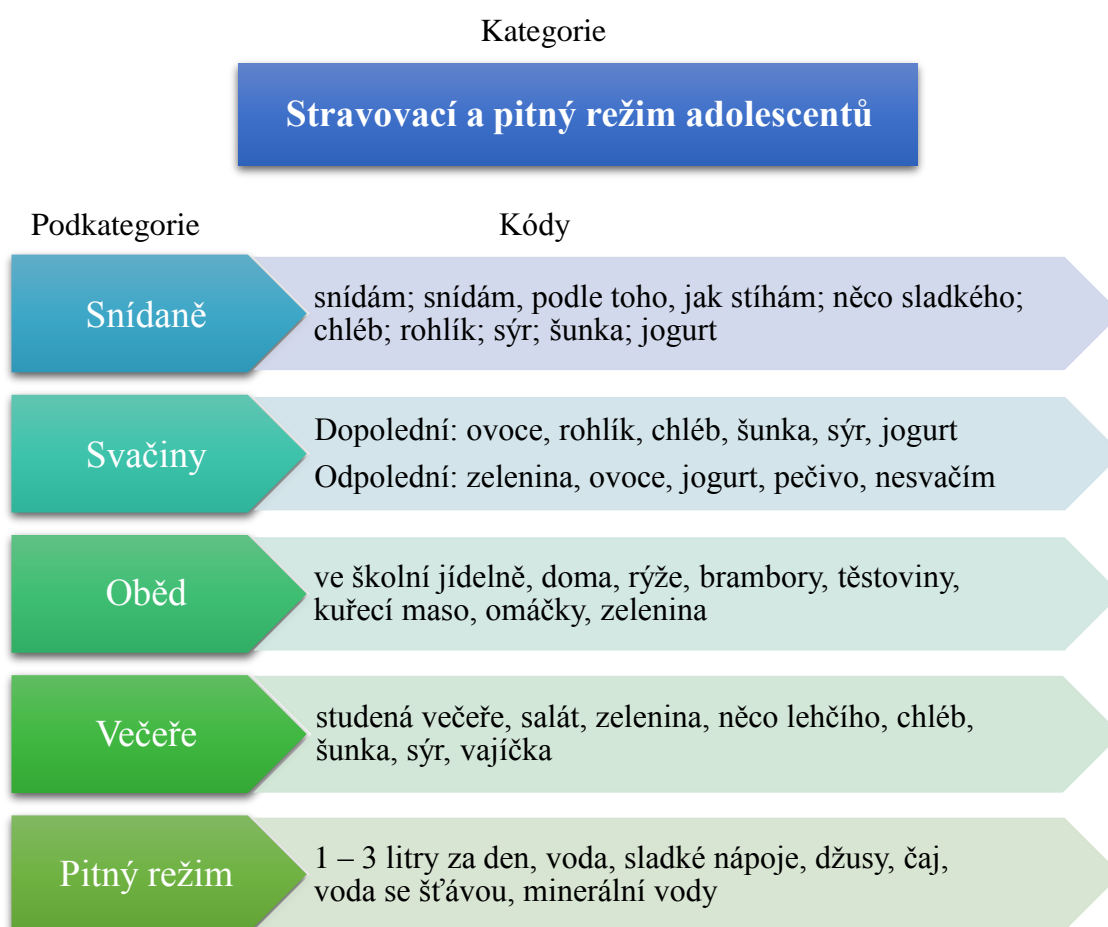 Kategorie
Stravovací a pitný režim adolescentů
Podkategorie
Kódy
Snídaně
snídám; snídám, podle toho, jak stíhám; něco sladkého;
chléb; rohlík; sýr; šunka; jogurt
Svačiny
Dopolední: ovoce, rohlík, chléb, šunka, sýr, jogurt
Odpolední: zelenina, ovoce, jogurt, pečivo, nesvačím
Oběd
ve školní jídelně, doma, rýže, brambory, těstoviny,
kuřecí maso, omáčky, zelenina
Večeře
studená večeře, salát, zelenina, něco lehčího, chléb,
šunka, sýr, vajíčka
Pitný režim
1 – 3 litry za den, voda, sladké nápoje, džusy, čaj,
voda se šťávou, minerální vody